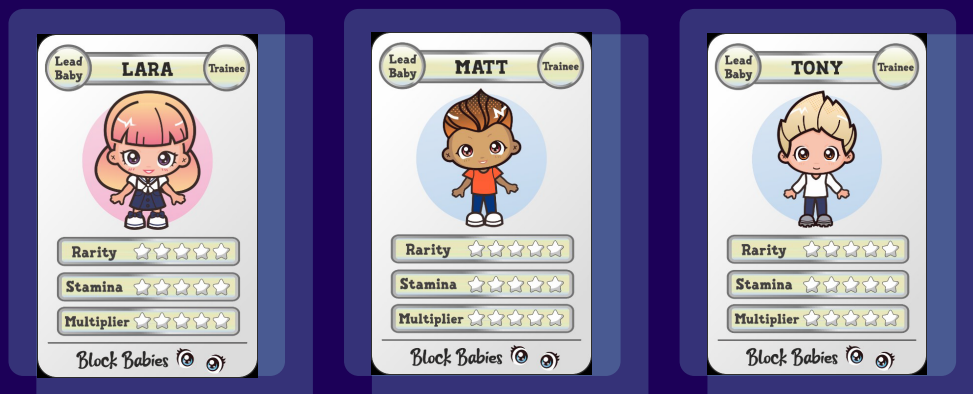 Lead
Baby
LARA
Trainee
Rarity
Stamina
Multiplier
Block Babies
Lead
Baby
MATT
Trainee
Rarity
Stamina
Multiplier
Block Babies
Lead
Baby
TONY
Trainee
Rarity
Stamina
Multiplier
Block Babies